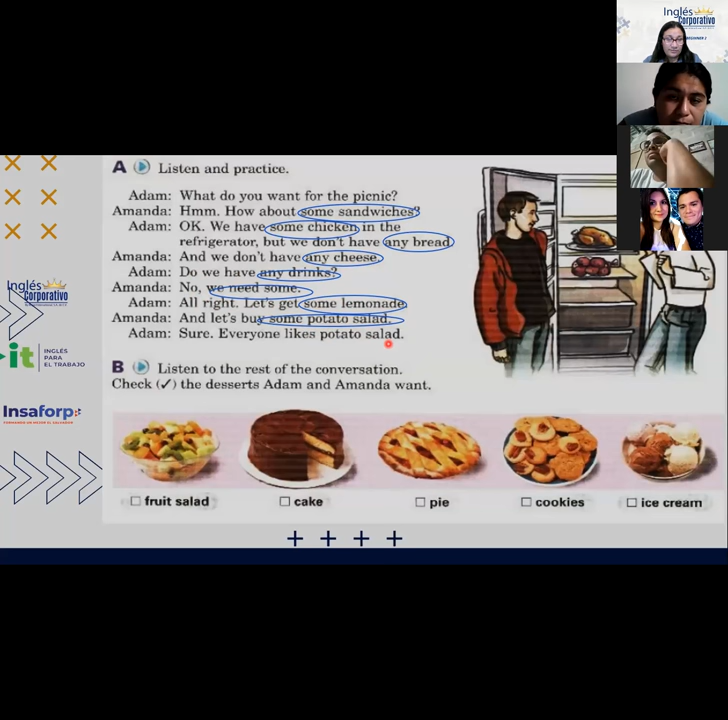 Inglés
Corporativo
BEGINNER 2
A Listen and practice.
Adam: What do you want for the picnic?
Amanda: Hmm. How about some sandwiches?
Adam: OK. We have some chicken in the
refrigerator, but we don't have any bread
Amanda: And we don't have any cheese.
Adam: Do we have any drinks?
Amanda: No, we need some.
Adam: All right. Let's get some lemonade.
Amanda: And let's buy some potato salad.
Adam: Sure. Everyone likes potato salad.
B Listen to the rest of the conversation.
Check (✓) the desserts Adam and Amanda want.
☐ fruit salad ☐ cake ☐ pie ☐ cookies ☐ ice cream
Inglés
Corporativo
it INGLÉS
PARA
EL TRABAJO
Insaforp